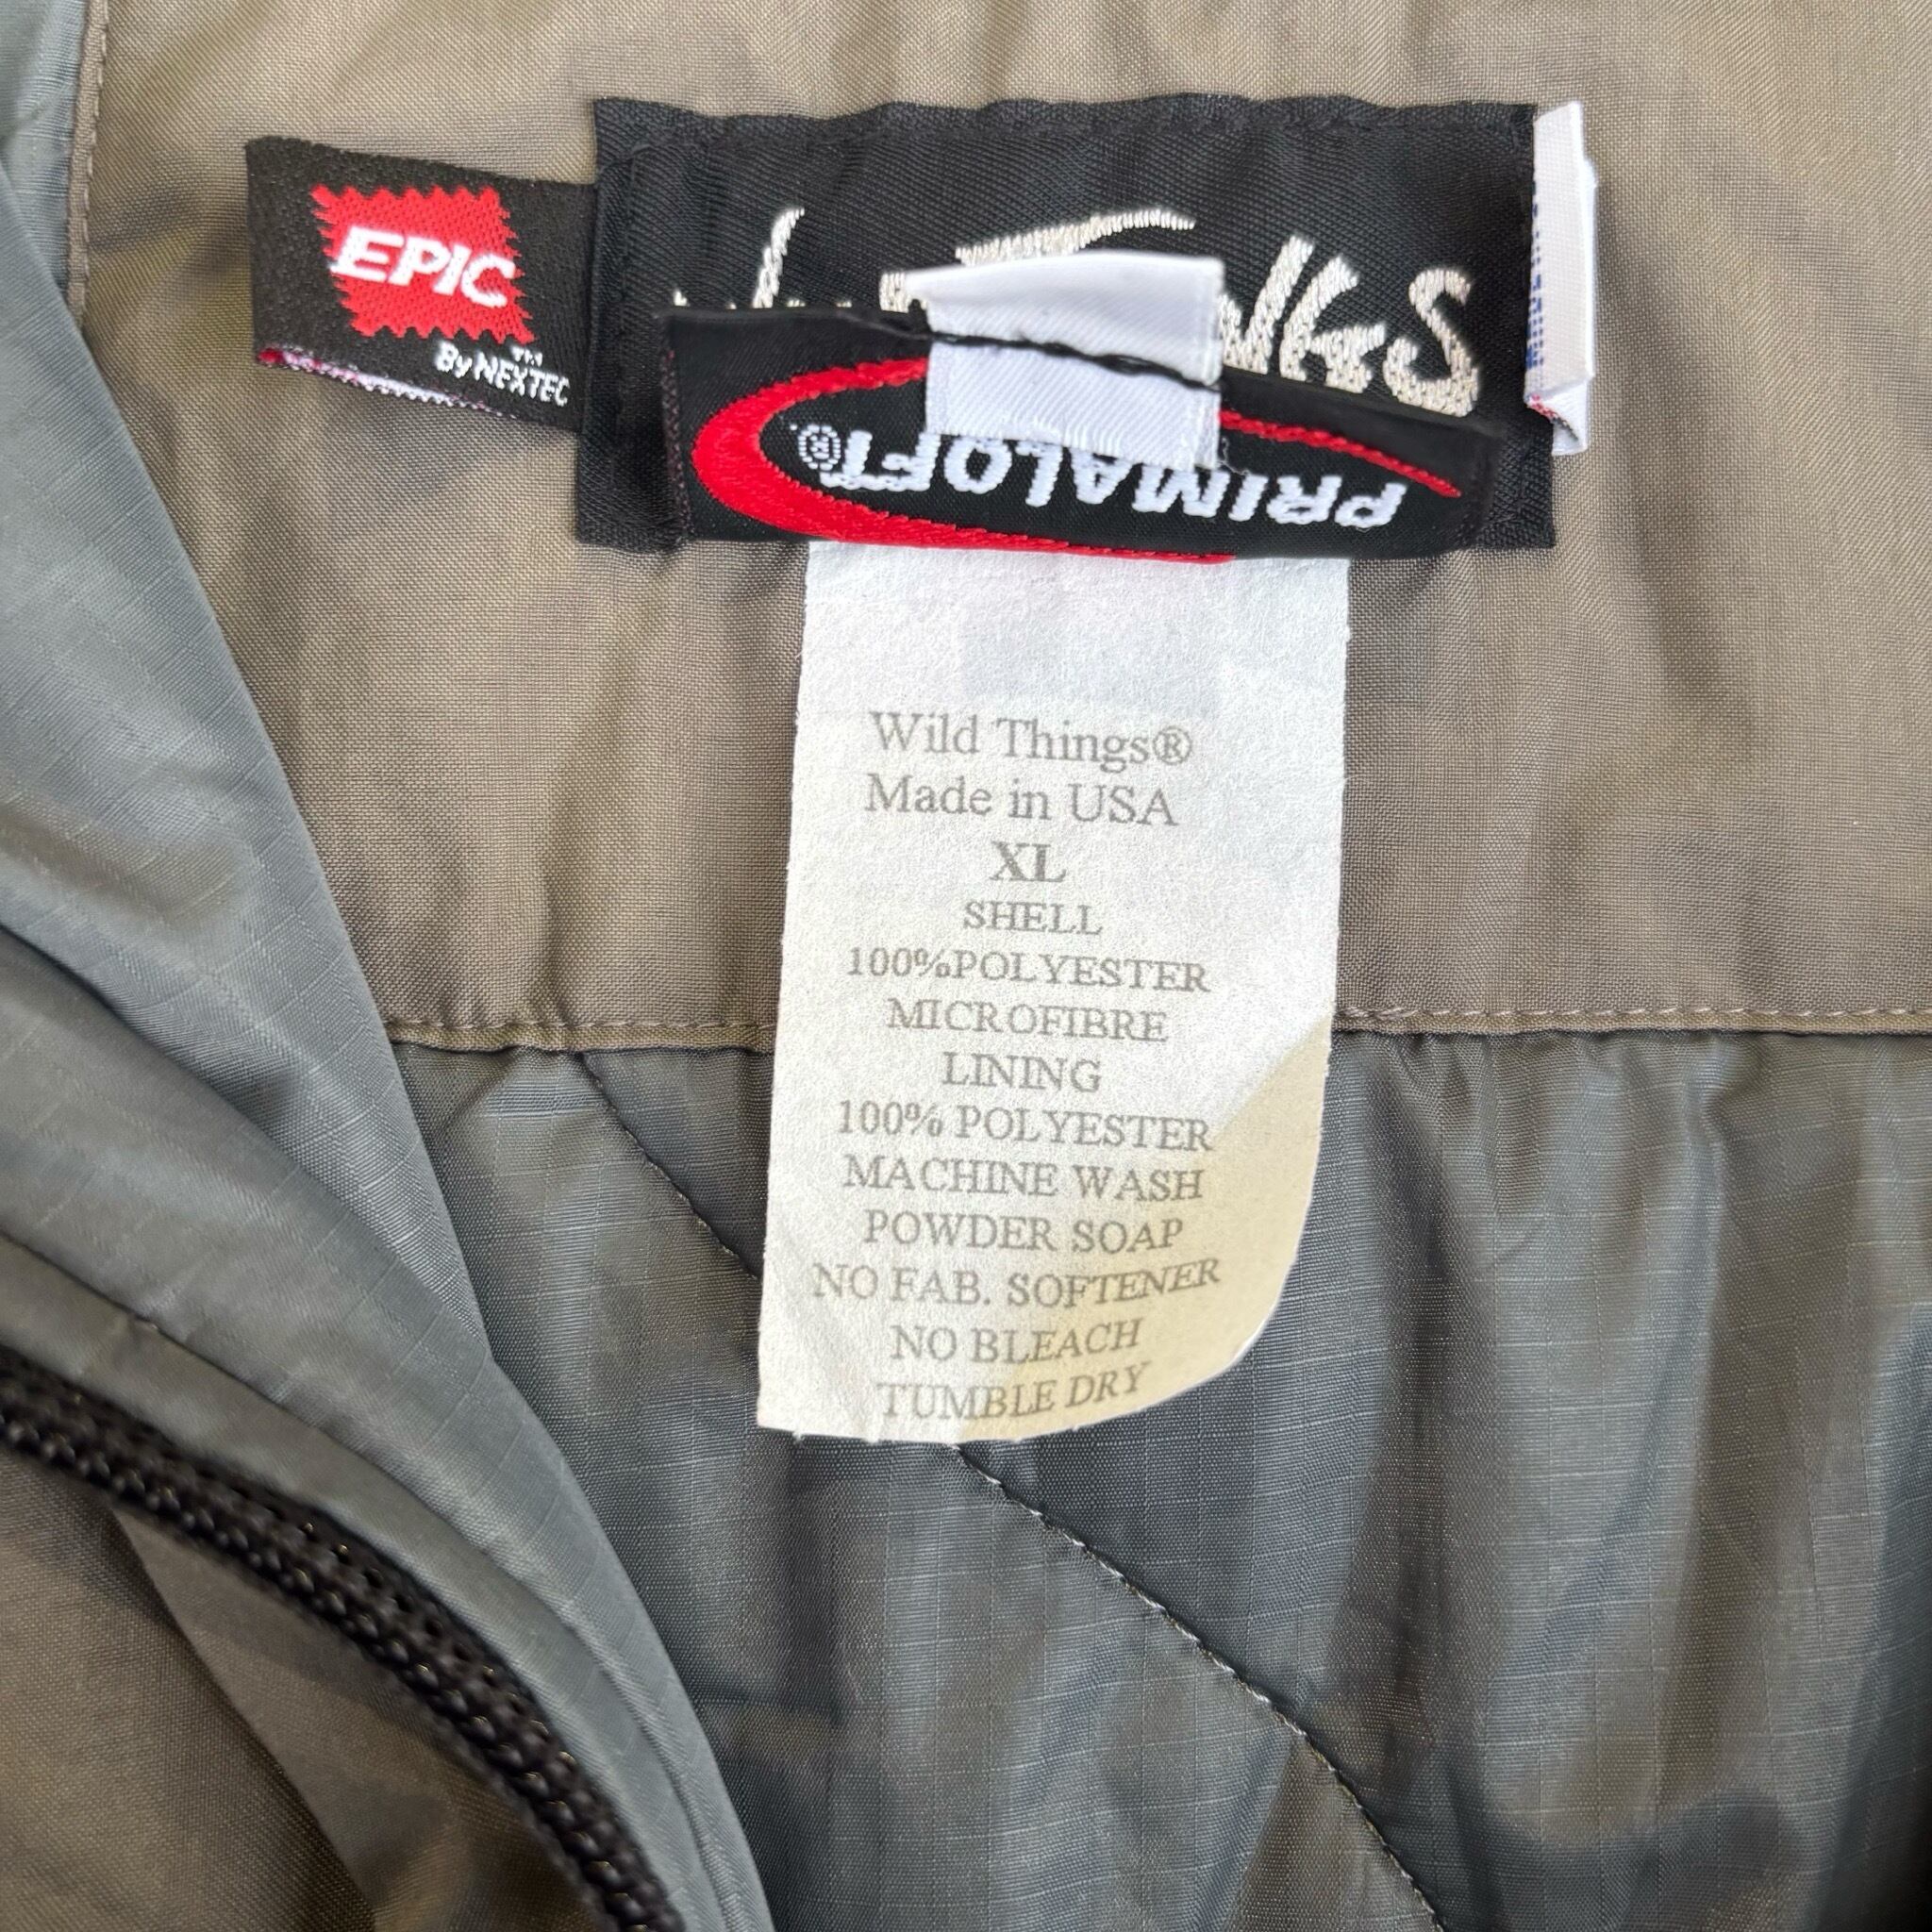 EPIC
™
By NEXTEC
PRIMALOFT®
Wild Things®
Made in USA
XL
SHELL
100%POLYESTER
MICROFIBRE
LINING
100% POLYESTER
MACHINE WASH
POWDER SOAP
NO FAB. SOFTENER
NO BLEACH
TUMBLE DRY